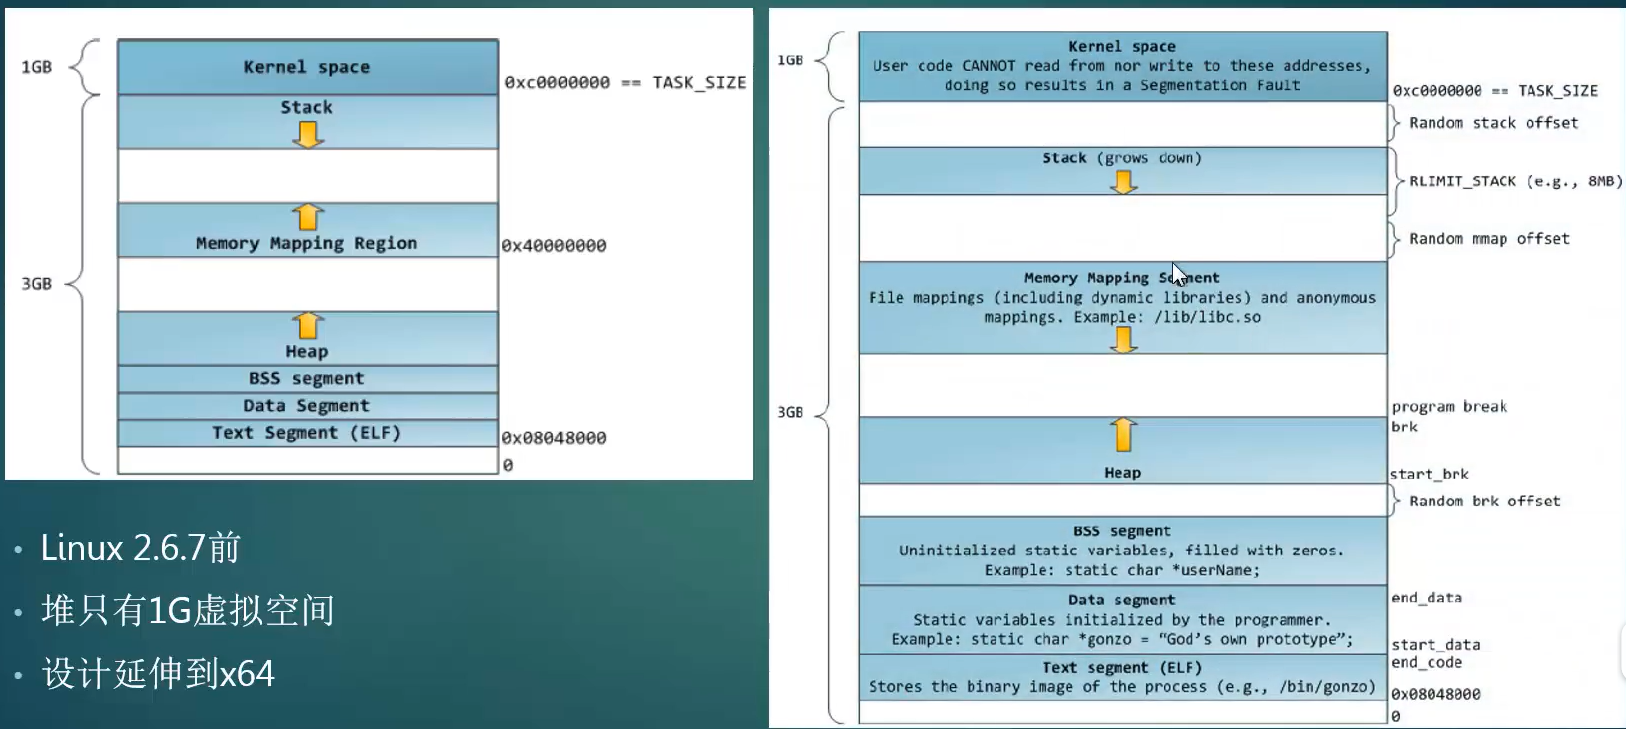 1GB
Kernel space
0xc0000000 == TASK_SIZE
Stack
Memory Mapping Region
0x40000000
3GB
Heap
BSS segment
Data Segment
Text Segment (ELF)
0x08048000
0
• Linux 2.6.7前
• 堆只有1G虚拟空间
• 设计延伸到x64
1GB
Kernel space
User code CANNOT read from nor write to these addresses,
doing so results in a Segmentation Fault
0xc0000000 == TASK_SIZE
Random stack offset
Stack (grows down)
RLIMIT_STACK (e.g., 8MB)
Random mmap offset
Memory Mapping Segment
File mappings (including dynamic libraries) and anonymous
mappings. Example: /lib/libc.so
3GB
program break
brk
Heap
start_brk
Random brk offset
BSS segment
Uninitialized static variables, filled with zeros.
Example: static char *userName;
Data segment
Static variables initialized by the programmer.
Example: static char *gonzo = “God’s own prototype”;
end_data
start_data
end_code
Text segment (ELF)
Stores the binary image of the process (e.g., /bin/gonzo)
0x08048000
0